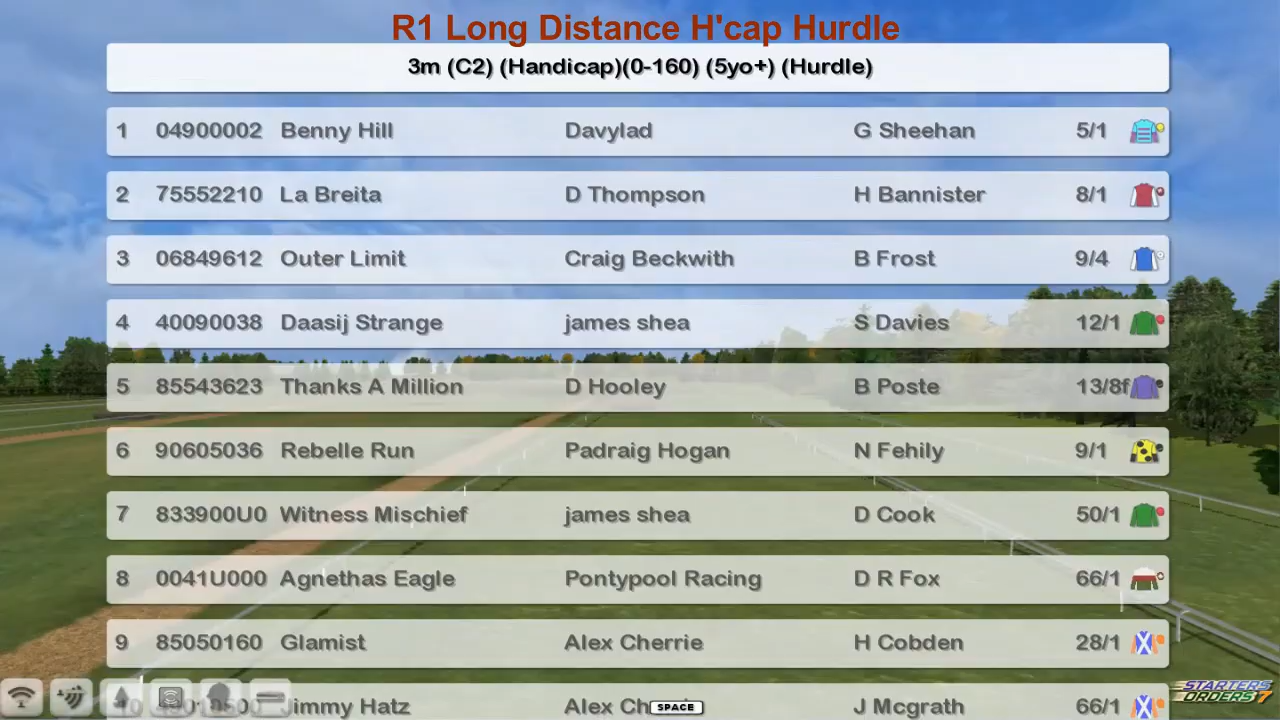 R1 Long Distance H'cap Hurdle
3m (C2) (Handicap)(0-160) (5yo+) (Hurdle)
1 04900002 Benny Hill Davylad G Sheehan 5/1
2 75552210 La Breita D Thompson H Bannister 8/1
3 06849612 Outer Limit Craig Beckwith B Frost 9/4
4 40090038 Daasij Strange james shea S Davies 12/1
5 85543623 Thanks A Million D Hooley B Poste 13/8f
6 90605036 Rebelle Run Padraig Hogan N Fehily 9/1
7 833900U0 Witness Mischief james shea D Cook 50/1
8 0041U000 Agnethas Eagle Pontypool Racing D R Fox 66/1
9 85050160 Glamist Alex Cherrie H Cobden 28/1
10 Jimmy Hatz Alex Ch J Mcgrath 66/1
SPACE
STARTERS
ORDERS 7